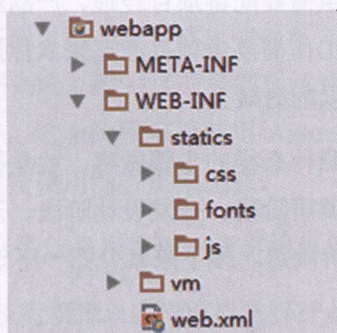 webapp
META-INF
WEB-INF
statics
css
fonts
js
vm
web.xml